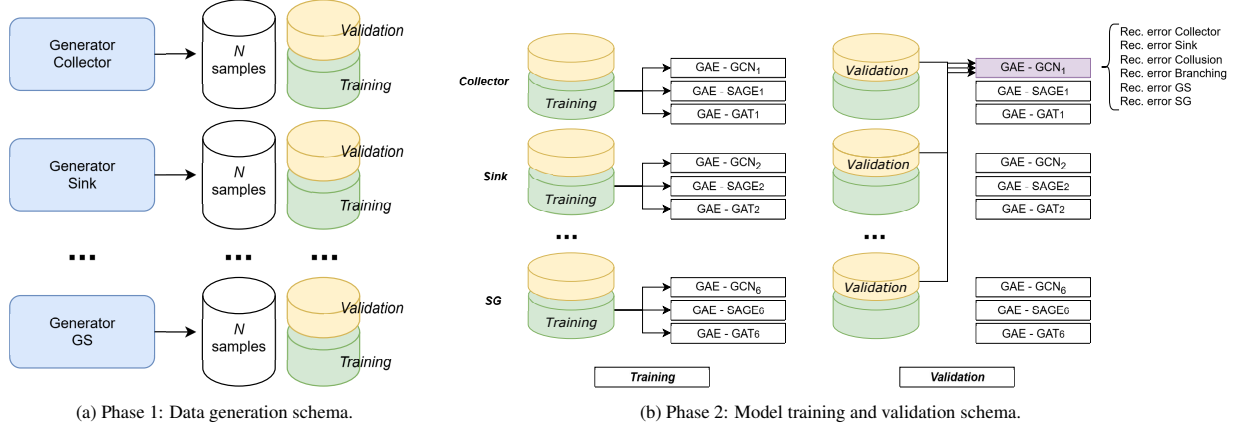 Generator
Collector
N
samples
Validation
Training
Generator
Sink
N
samples
Validation
Training
...
...
...
Generator
GS
N
samples
Validation
Training
(a) Phase 1: Data generation schema.
Collector
Training
GAE - GCN1
GAE - SAGE1
GAE - GAT1
Sink
Training
GAE - GCN2
GAE - SAGE2
GAE - GAT2
...
SG
Training
GAE - GCN6
GAE - SAGE6
GAE - GAT6
Training
Validation
GAE - GCN1
GAE - SAGE1
GAE - GAT1
Rec. error Collector
Rec. error Sink
Rec. error Collusion
Rec. error Branching
Rec. error GS
Rec. error SG
Validation
GAE - GCN2
GAE - SAGE2
GAE - GAT2
...
Validation
GAE - GCN6
GAE - SAGE6
GAE - GAT6
Validation
(b) Phase 2: Model training and validation schema.